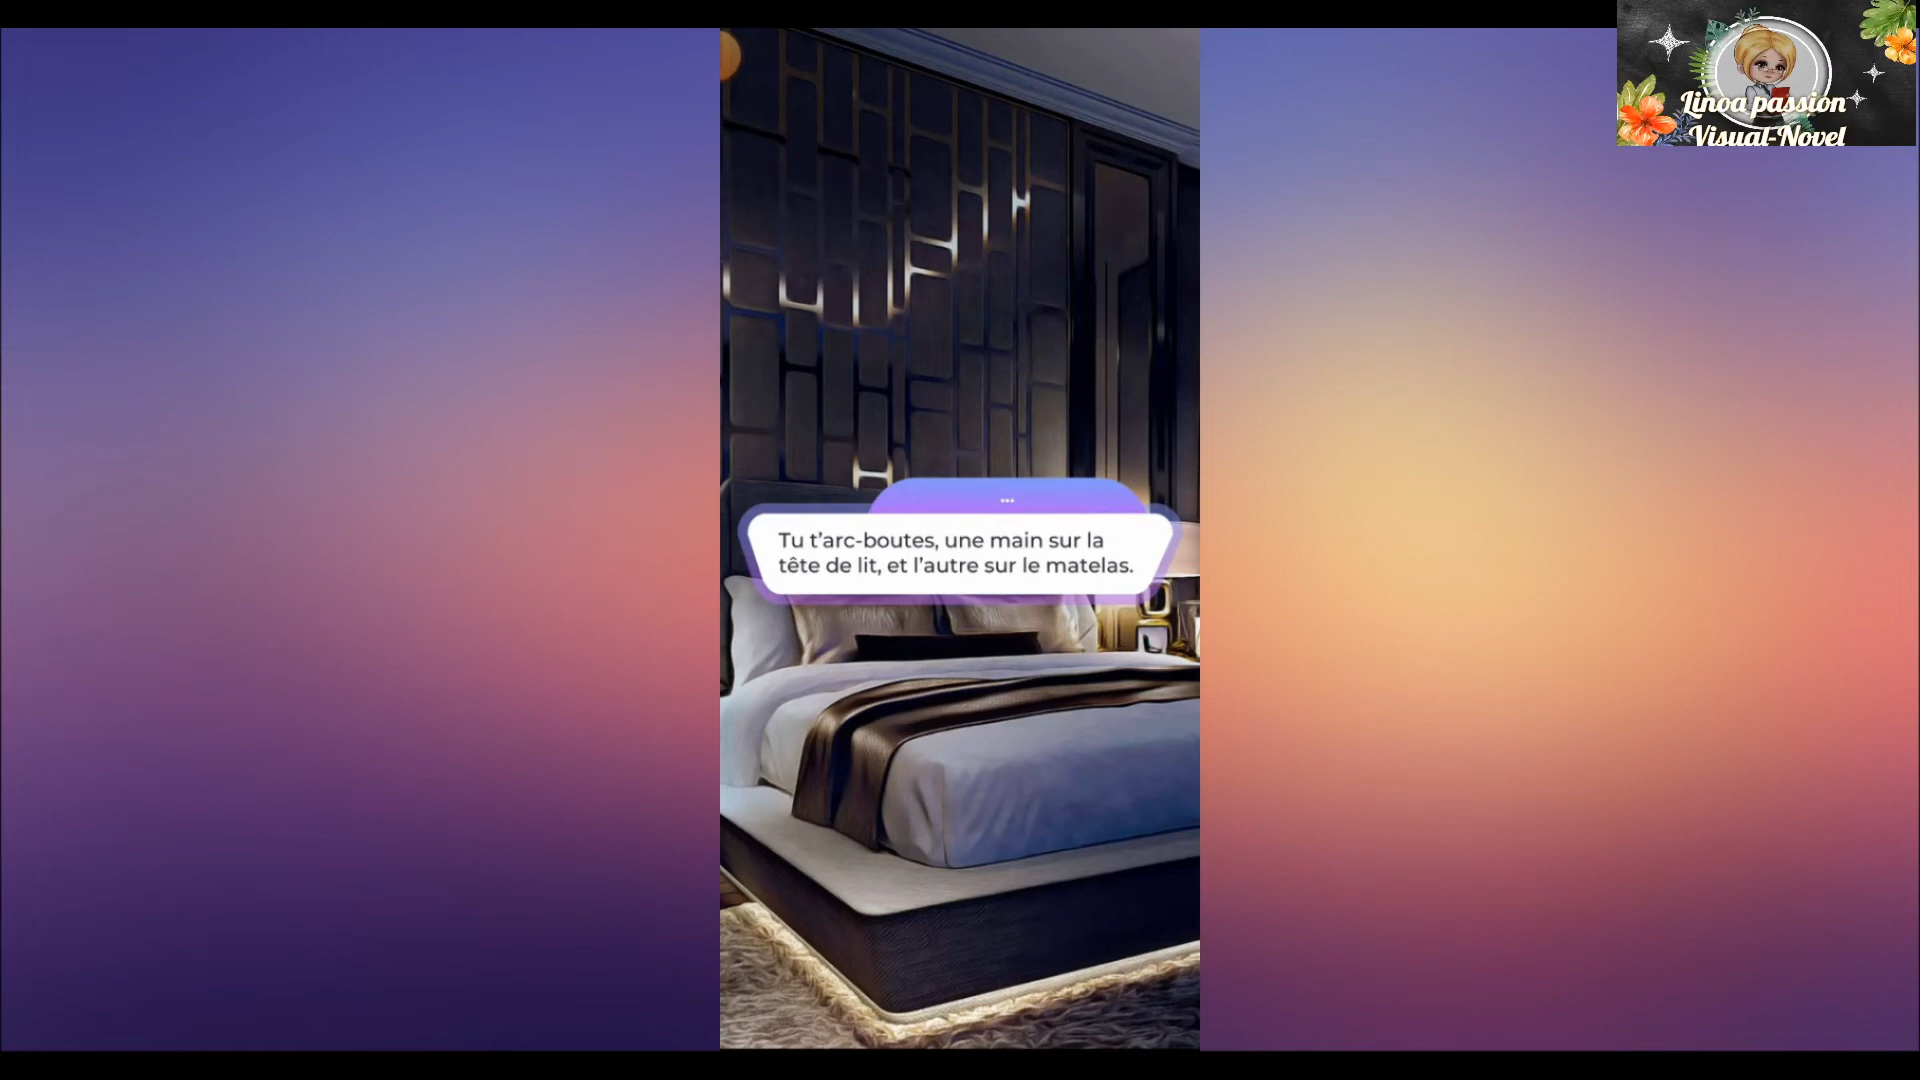 Linoa passion
Visual-Novel
...
Tu t'arc-boutes, une main sur la
tête de lit, et l'autre sur le matelas.